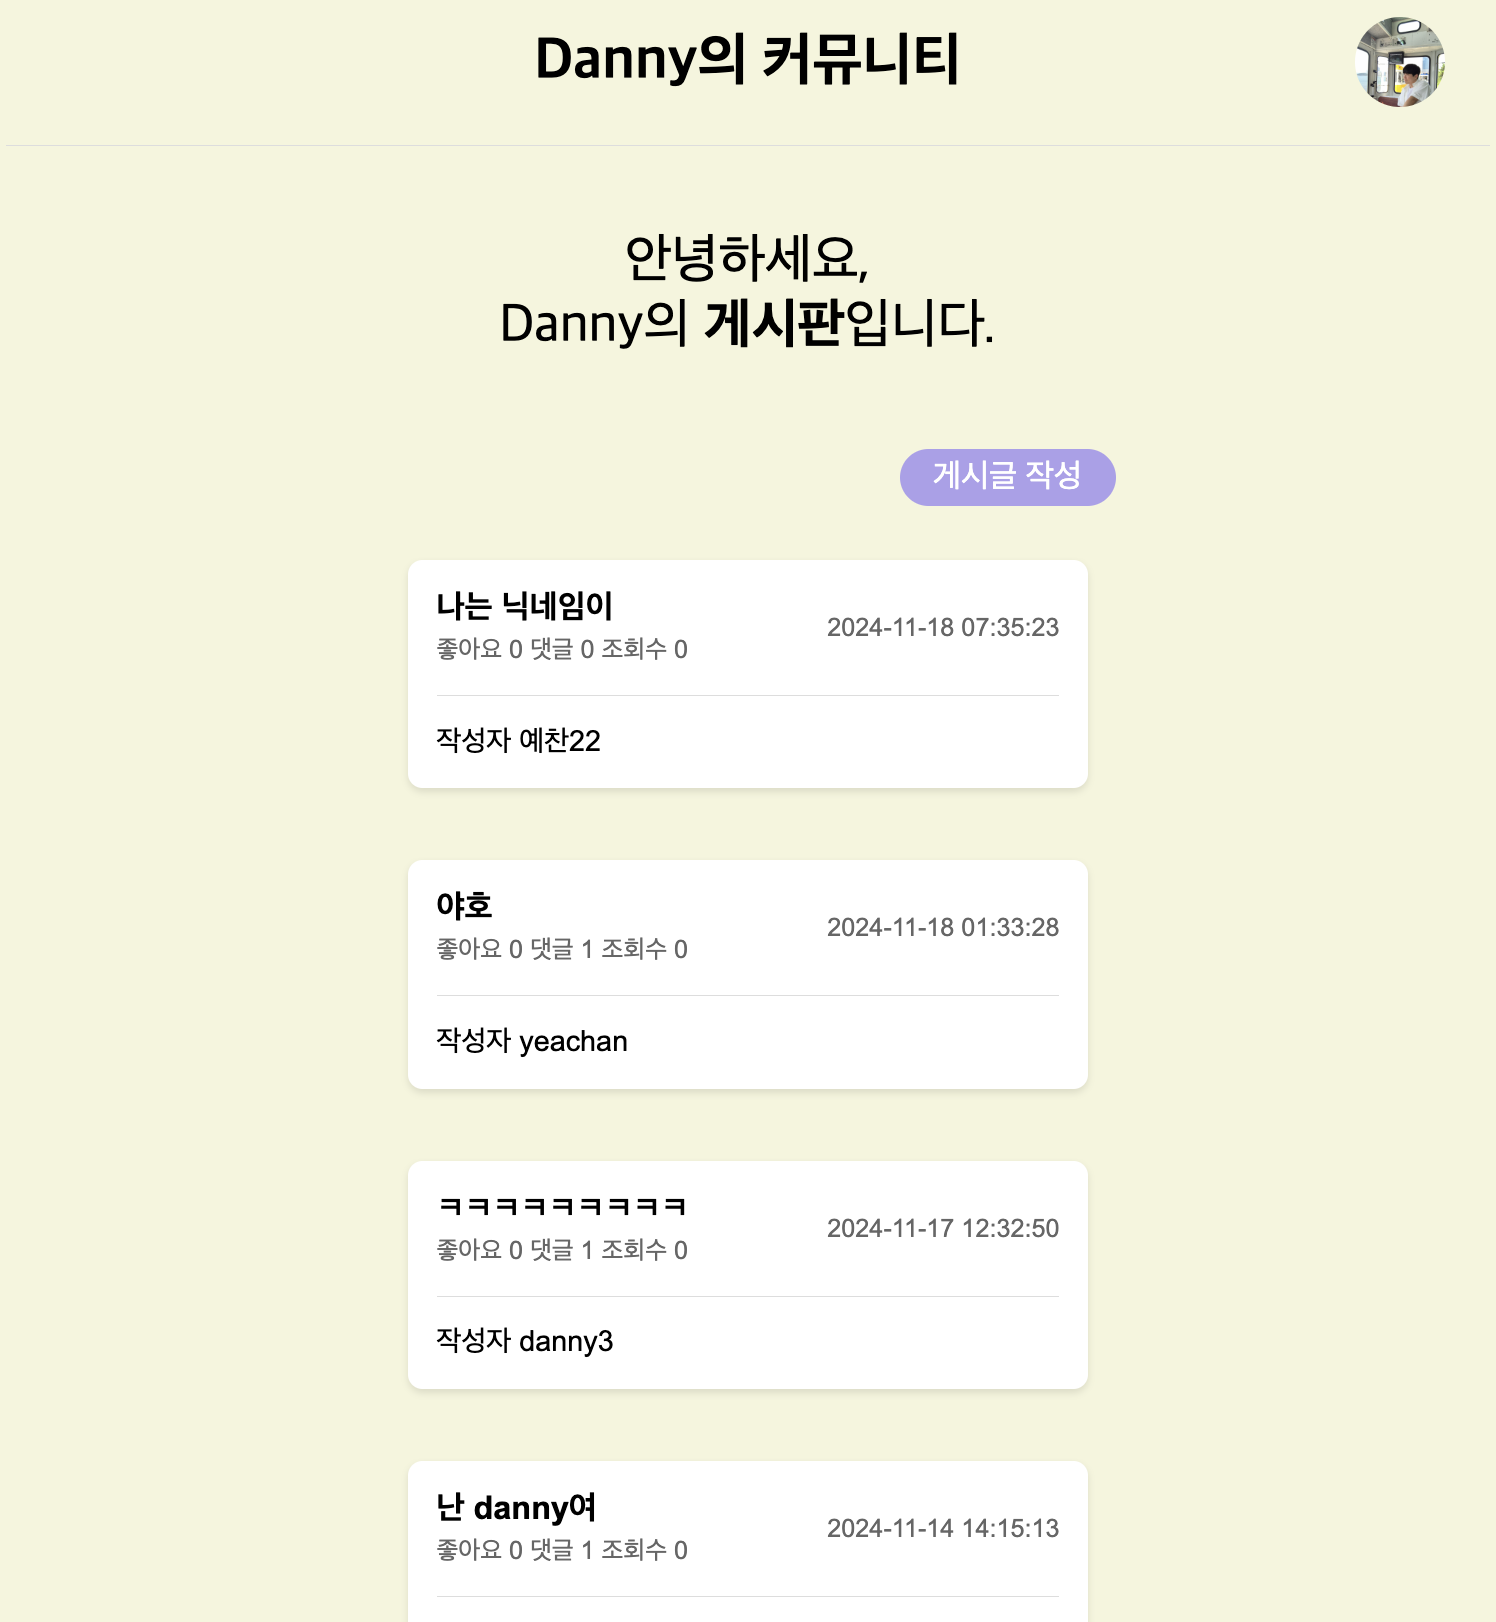 Danny의 커뮤니티
안녕하세요,
Danny의 게시판입니다.
게시글 작성
나는 닉네임이
2024-11-18 07:35:23
좋아요 0 댓글 0 조회수 0
작성자 예찬22
야호
2024-11-18 01:33:28
좋아요 0 댓글 1 조회수 0
작성자 yeachan
ㅋㅋㅋㅋㅋㅋㅋㅋㅋ
2024-11-17 12:32:50
좋아요 0 댓글 1 조회수 0
작성자 danny3
난 danny여
2024-11-14 14:15:13
좋아요 0 댓글 1 조회수 0